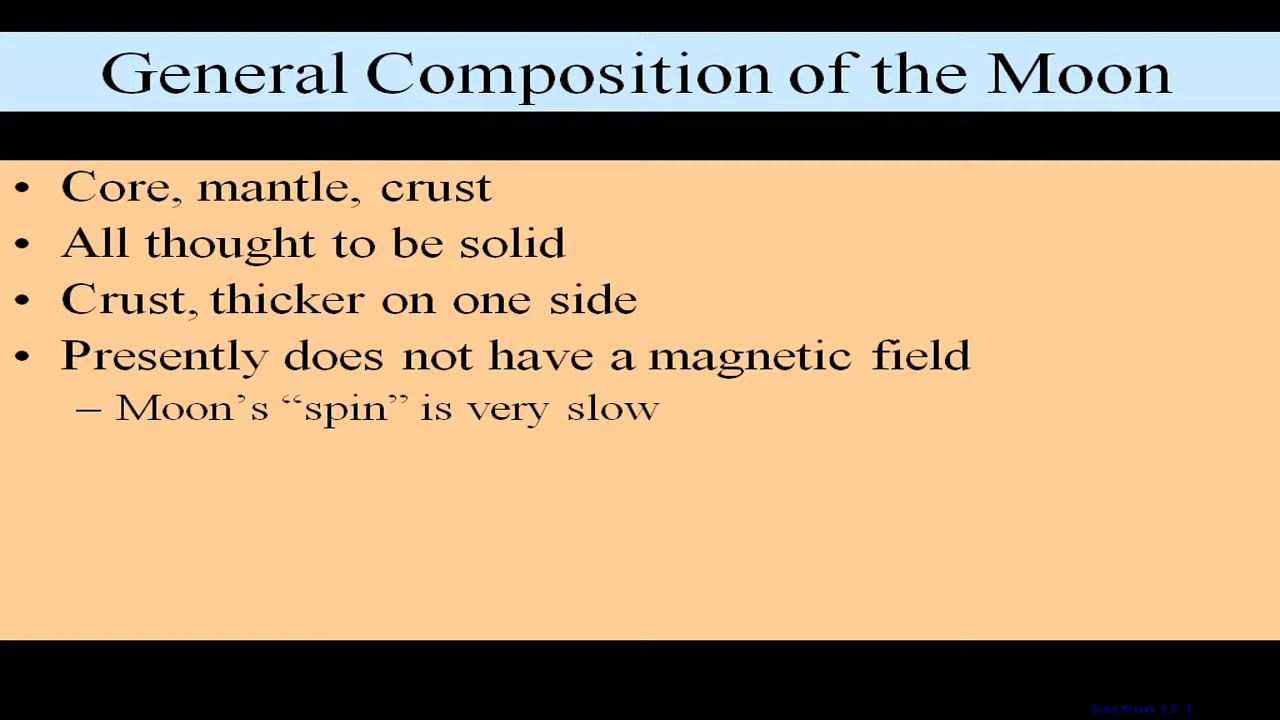 General Composition of the Moon
• Core, mantle, crust
• All thought to be solid
• Crust, thicker on one side
• Presently does not have a magnetic field
– Moon’s “spin” is very slow
Section